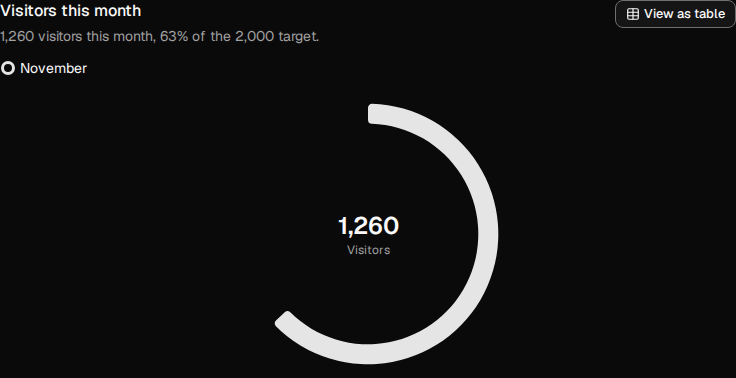 Visitors this month
View as table
1,260 visitors this month, 63% of the 2,000 target.
November
1,260
Visitors